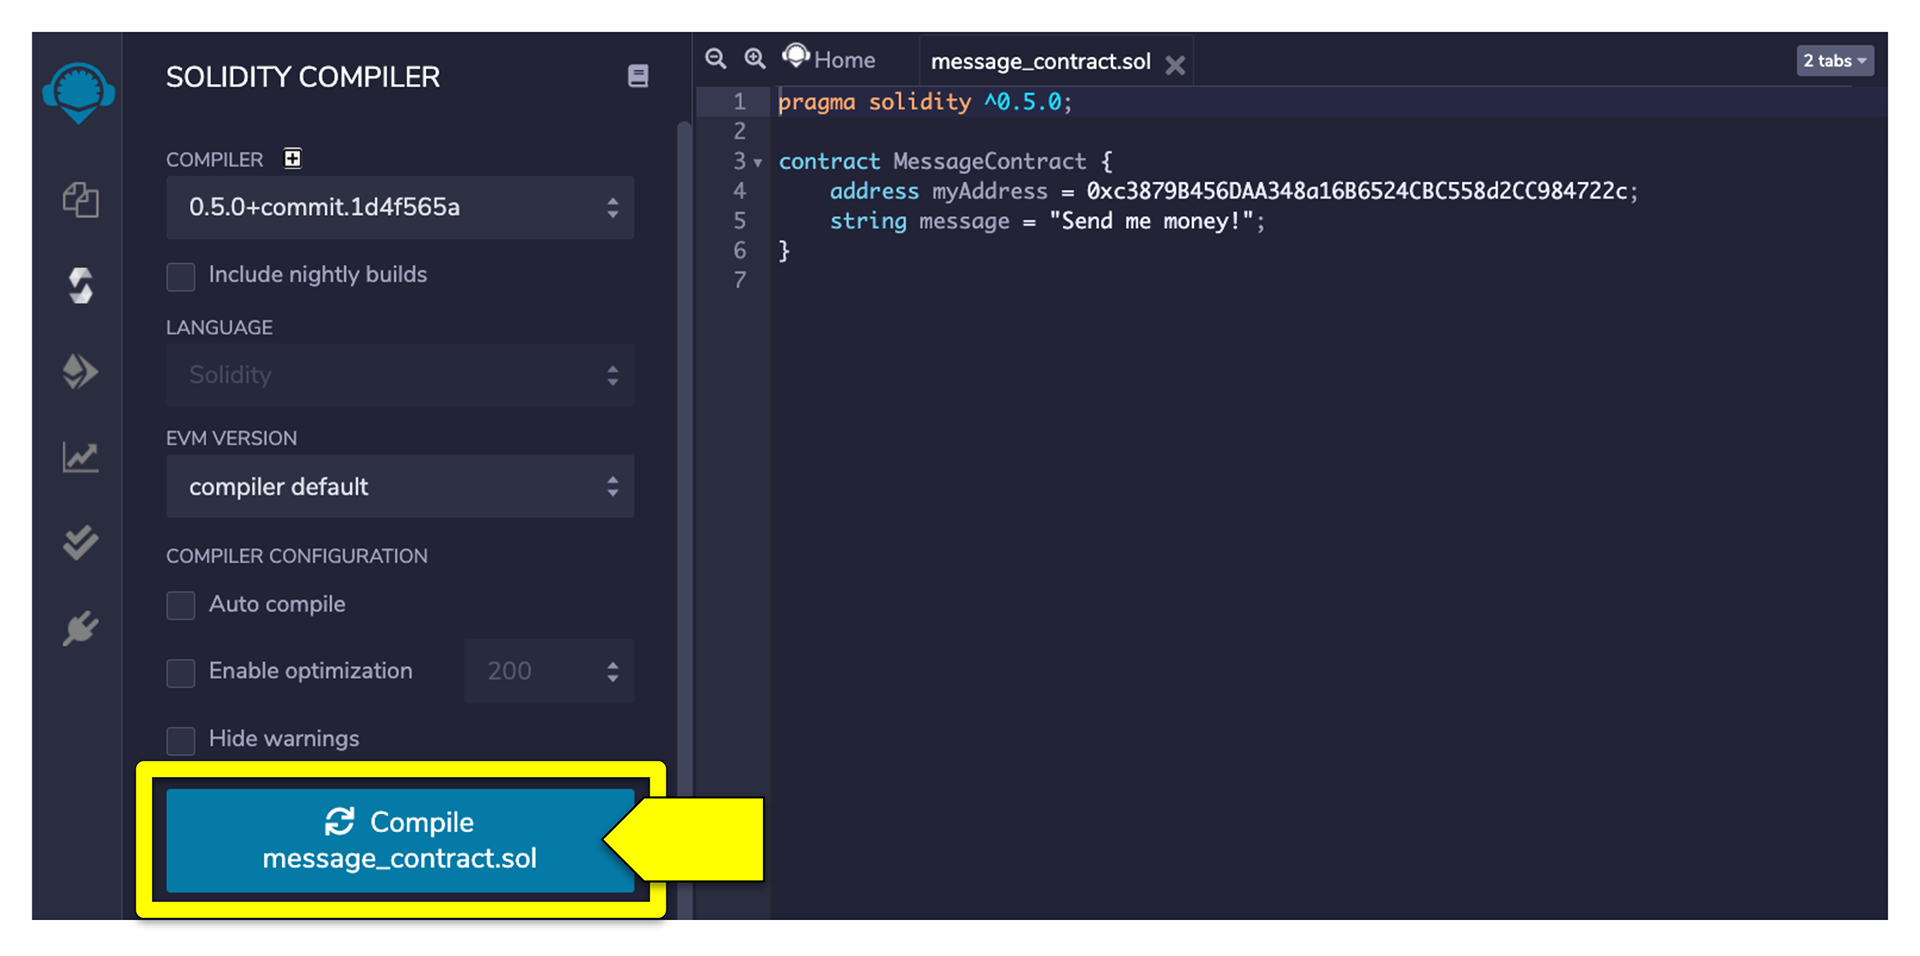 SOLIDITY COMPILER
COMPILER
0.5.0+commit.1d4f565a
Include nightly builds
LANGUAGE
Solidity
EVM VERSION
compiler default
COMPILER CONFIGURATION
Auto compile
Enable optimization 200
Hide warnings
Compile
message_contract.sol
Home message_contract.sol 2 tabs
1 pragma solidity ^0.5.0;
2
3 contract MessageContract {
4 address myAddress = 0xc3879B456DAA348a16B6524CBC558d2CC984722c;
5 string message = "Send me money!";
6 }
7